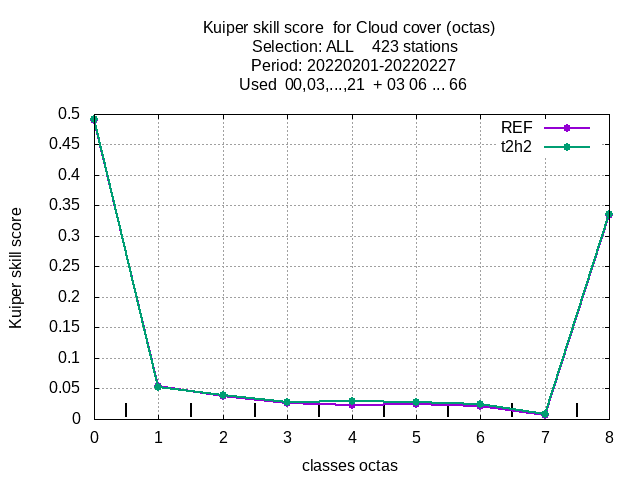 Kuiper skill score  for Cloud cover (octas)
Selection: ALL    423 stations
Period: 20220201-20220227
Used  00,03,...,21  + 03 06 ... 66
REF
t2h2
0.5
0.45
0.4
0.35
0.3
0.25
0.2
0.15
0.1
0.05
0
Kuiper skill score
0 1 2 3 4 5 6 7 8
classes octas